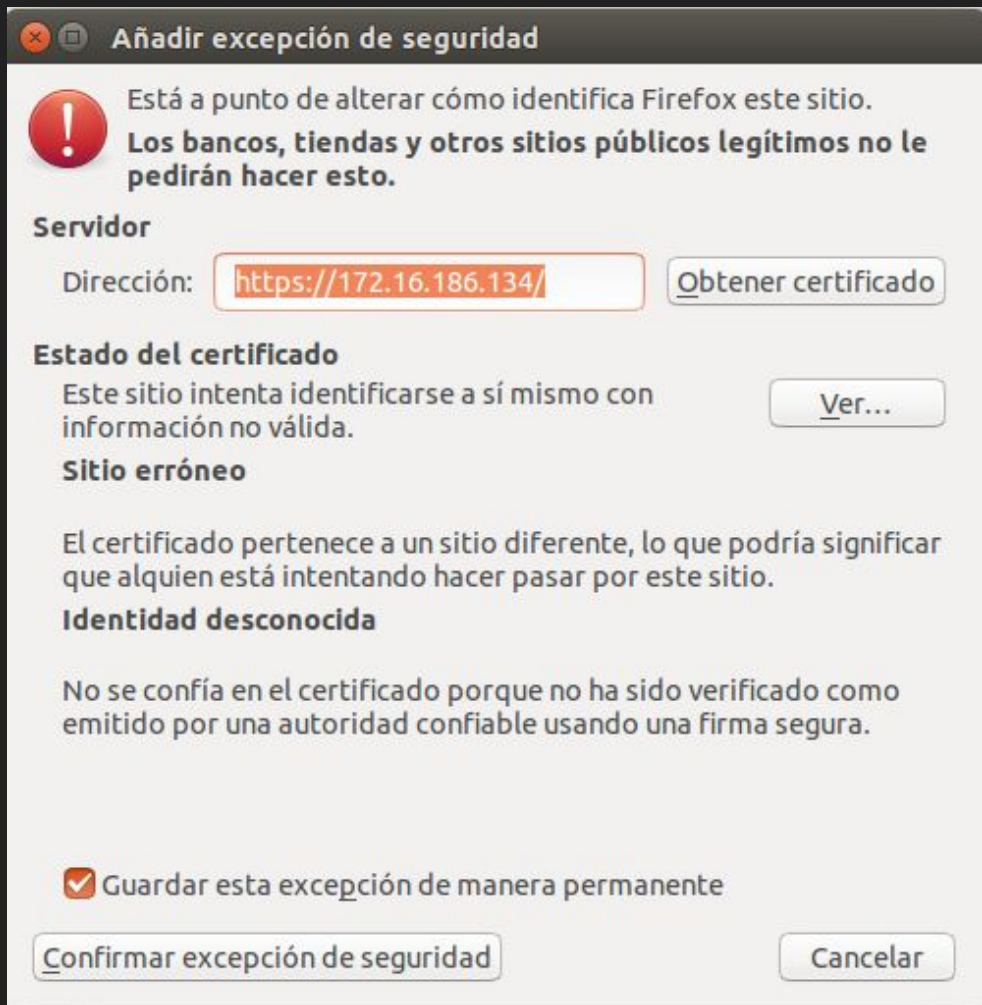 Añadir excepción de seguridad
Está a punto de alterar cómo identifica Firefox este sitio.
Los bancos, tiendas y otros sitios públicos legítimos no le
pedirán hacer esto.
Servidor
Dirección: https://172.16.186.134/ Obtener certificado
Estado del certificado
Este sitio intenta identificarse a sí mismo con
información no válida.
Ver...
Sitio erróneo
El certificado pertenece a un sitio diferente, lo que podría significar
que alguien está intentando hacer pasar por este sitio.
Identidad desconocida
No se confía en el certificado porque no ha sido verificado como
emitido por una autoridad confiable usando una firma segura.
Guardar esta excepción de manera permanente
Confirmar excepción de seguridad Cancelar